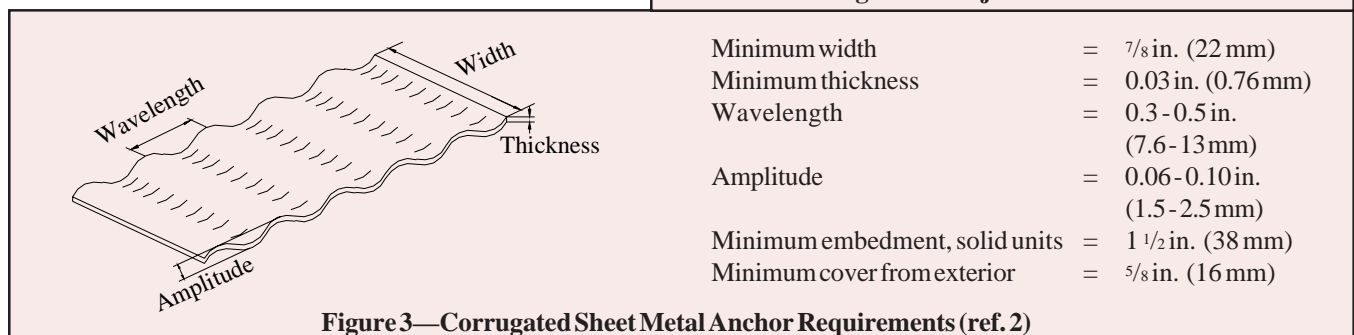 Width
Wavelength
Thickness
Amplitude
Minimum width = 7/8 in. (22 mm)
Minimum thickness = 0.03 in. (0.76 mm)
Wavelength = 0.3 - 0.5 in.
(7.6 - 13 mm)
Amplitude = 0.06 - 0.10 in.
(1.5 - 2.5 mm)
Minimum embedment, solid units = 1 1/2 in. (38 mm)
Minimum cover from exterior = 5/8 in. (16 mm)
Figure 3—Corrugated Sheet Metal Anchor Requirements (ref. 2)